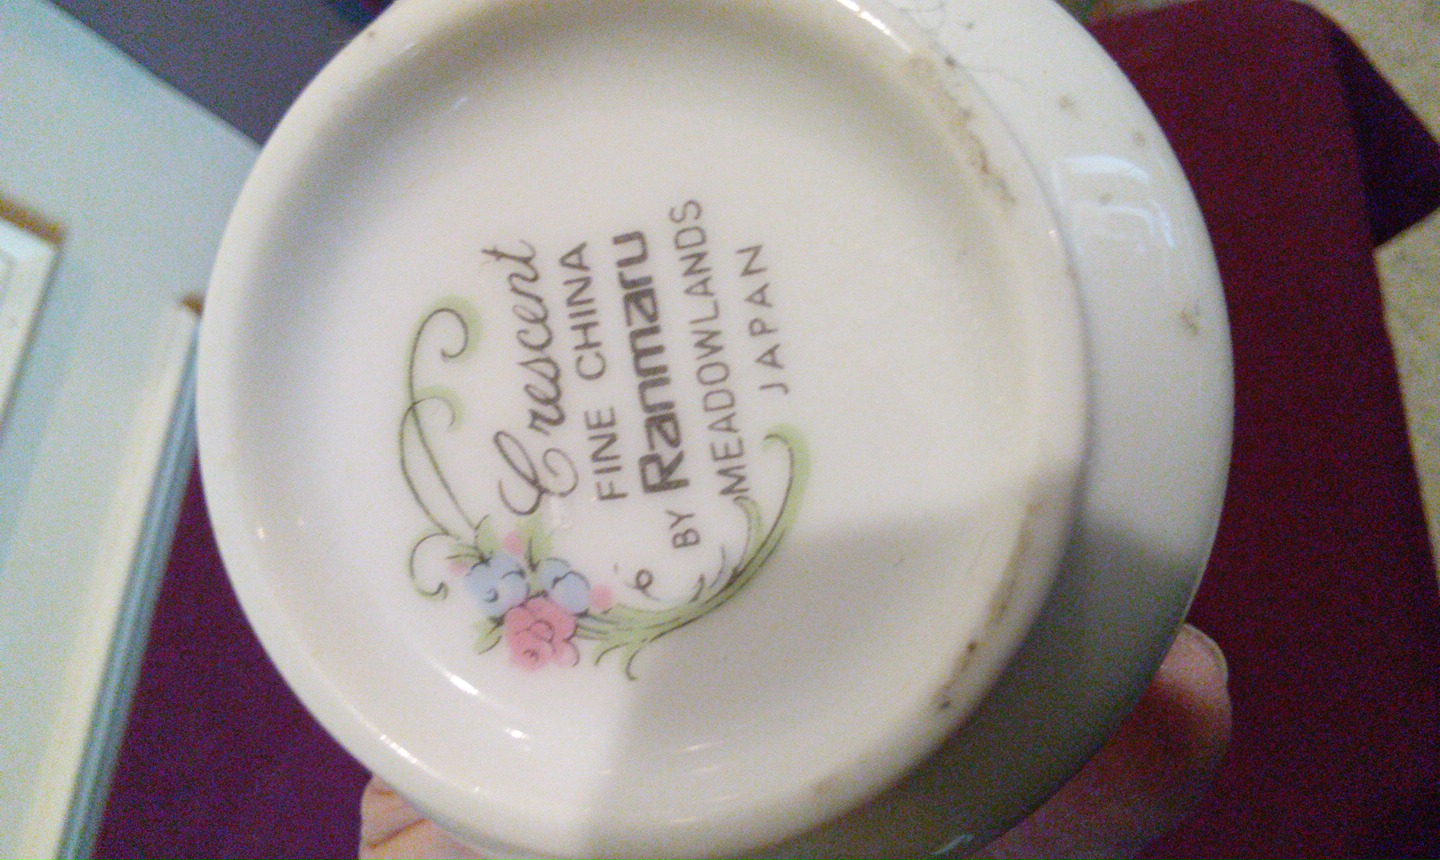 Crescent
FINE CHINA
BY Ranmaru
MEADOWLANDS
JAPAN